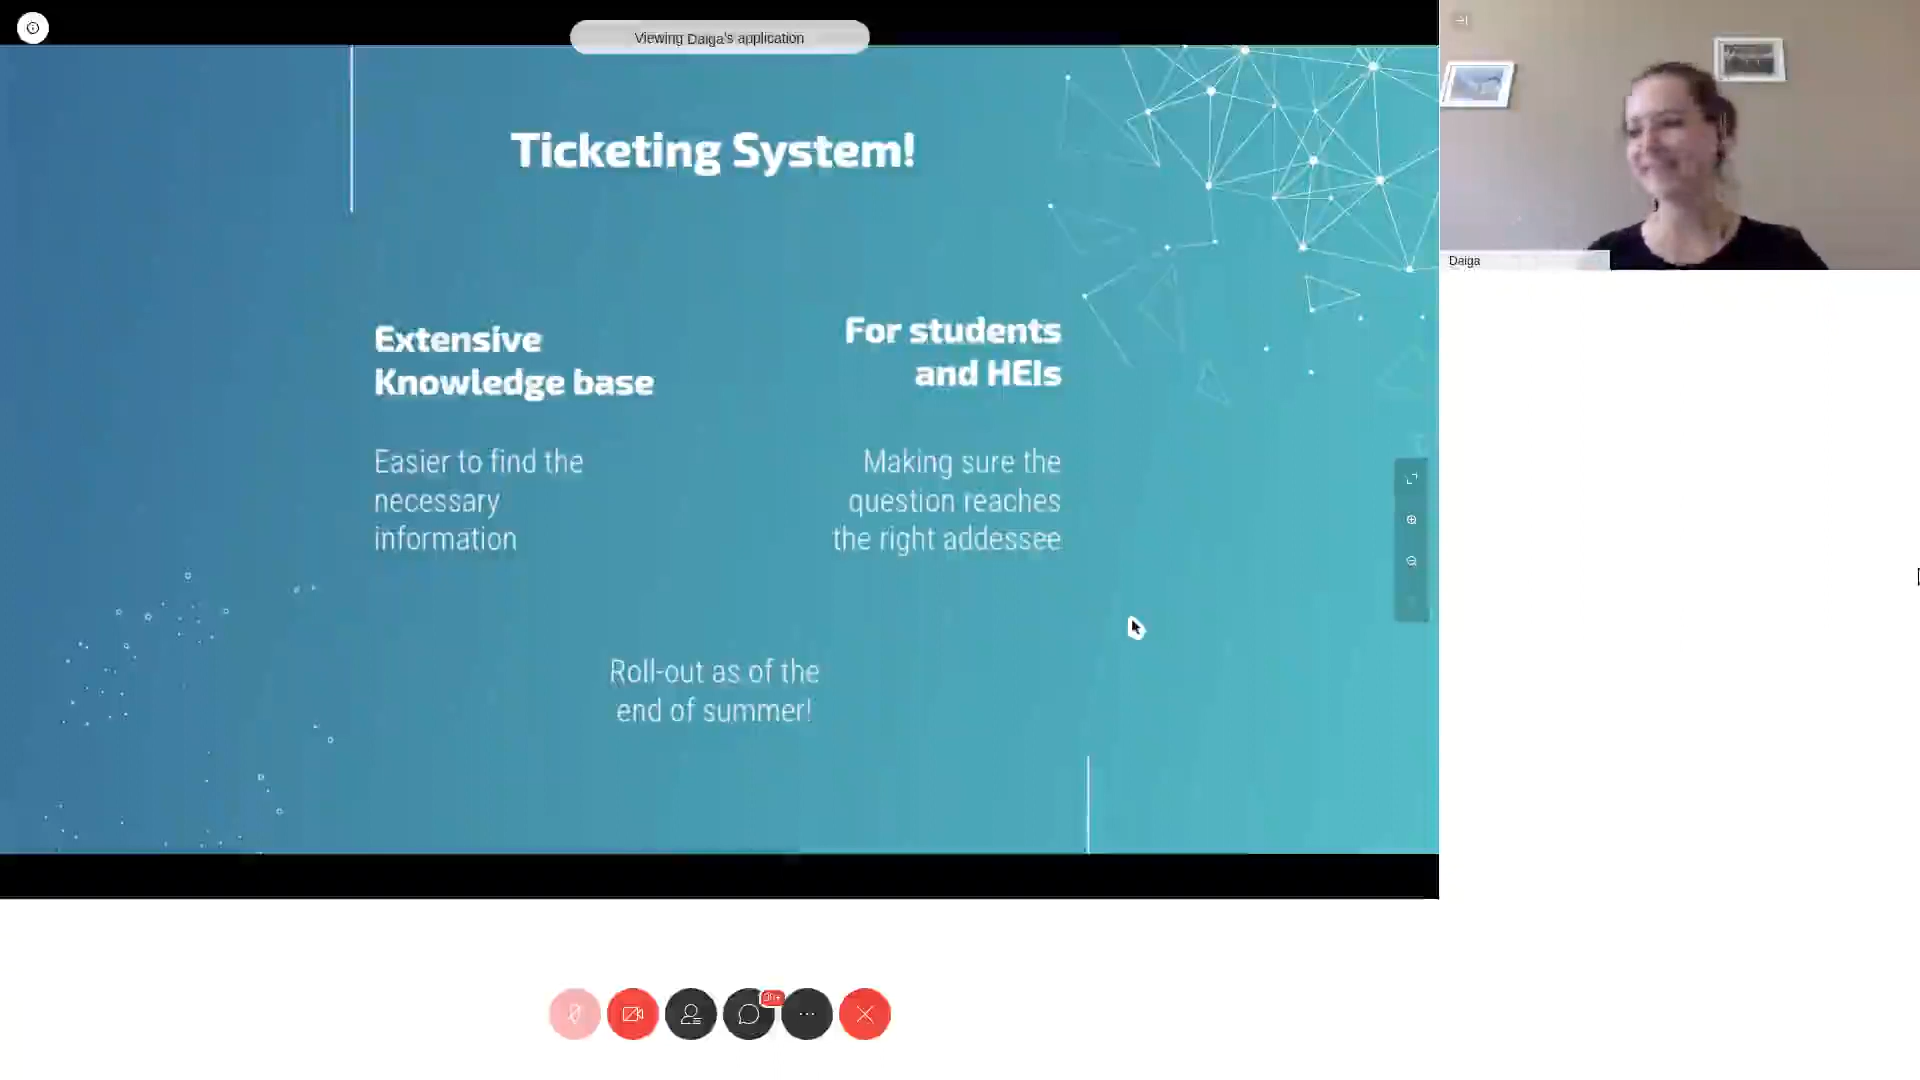 Viewing Daiga's application
Ticketing System!
Extensive
Knowledge base
Easier to find the
necessary
information
For students
and HEIs
Making sure the
question reaches
the right addessee
Roll-out as of the
end of summer!
Daiga
99+